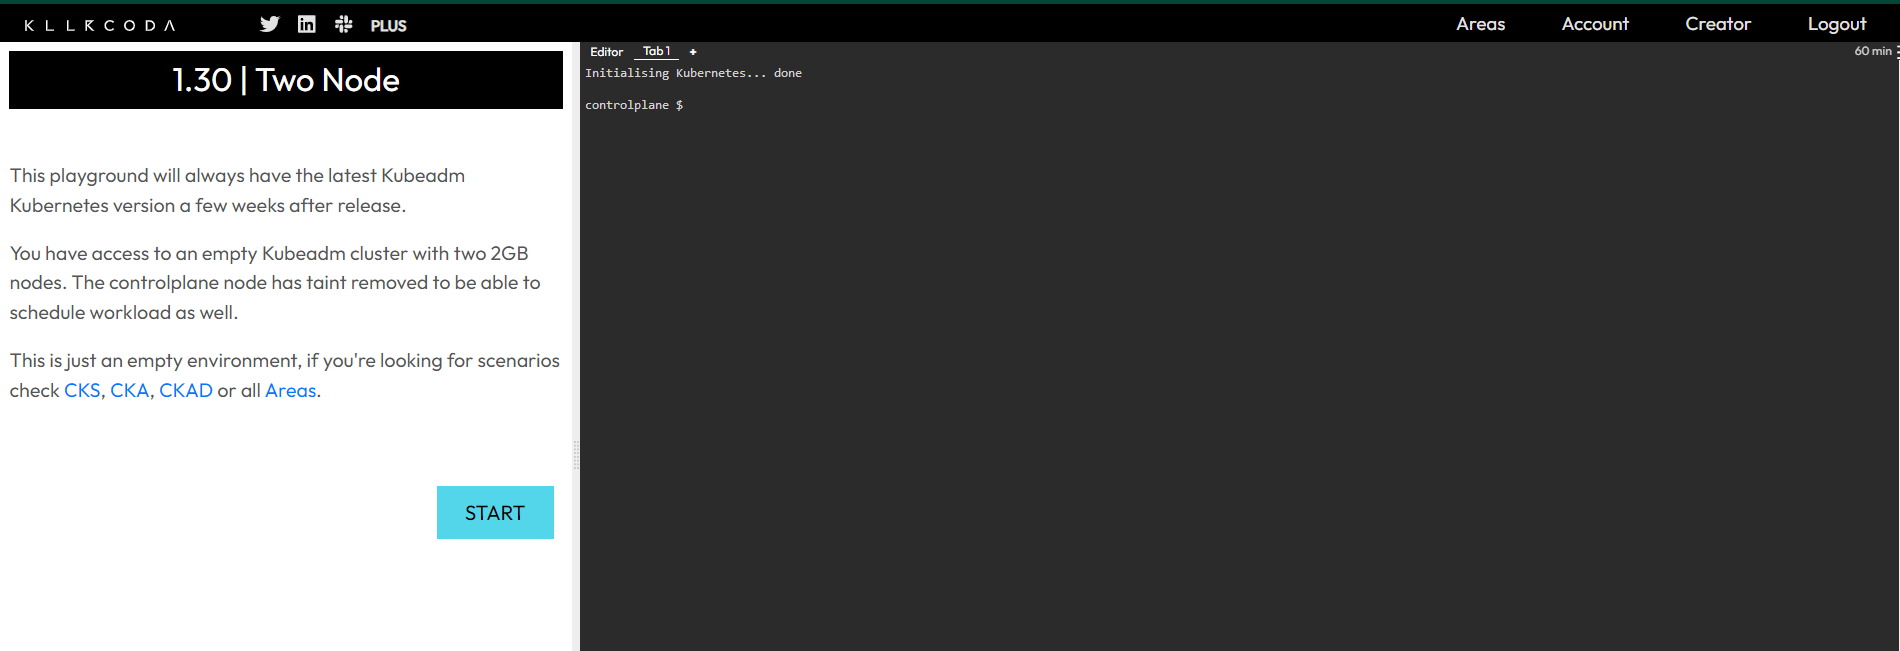 KLLRCODA PLUS Areas Account Creator Logout
1.30 | Two Node
This playground will always have the latest Kubeadm
Kubernetes version a few weeks after release.
You have access to an empty Kubeadm cluster with two 2GB
nodes. The controlplane node has taint removed to be able to
schedule workload as well.
This is just an empty environment, if you're looking for scenarios
check CKS, CKA, CKAD or all Areas.
START
Editor Tab 1 + 60 min
Initialising Kubernetes... done
controlplane $